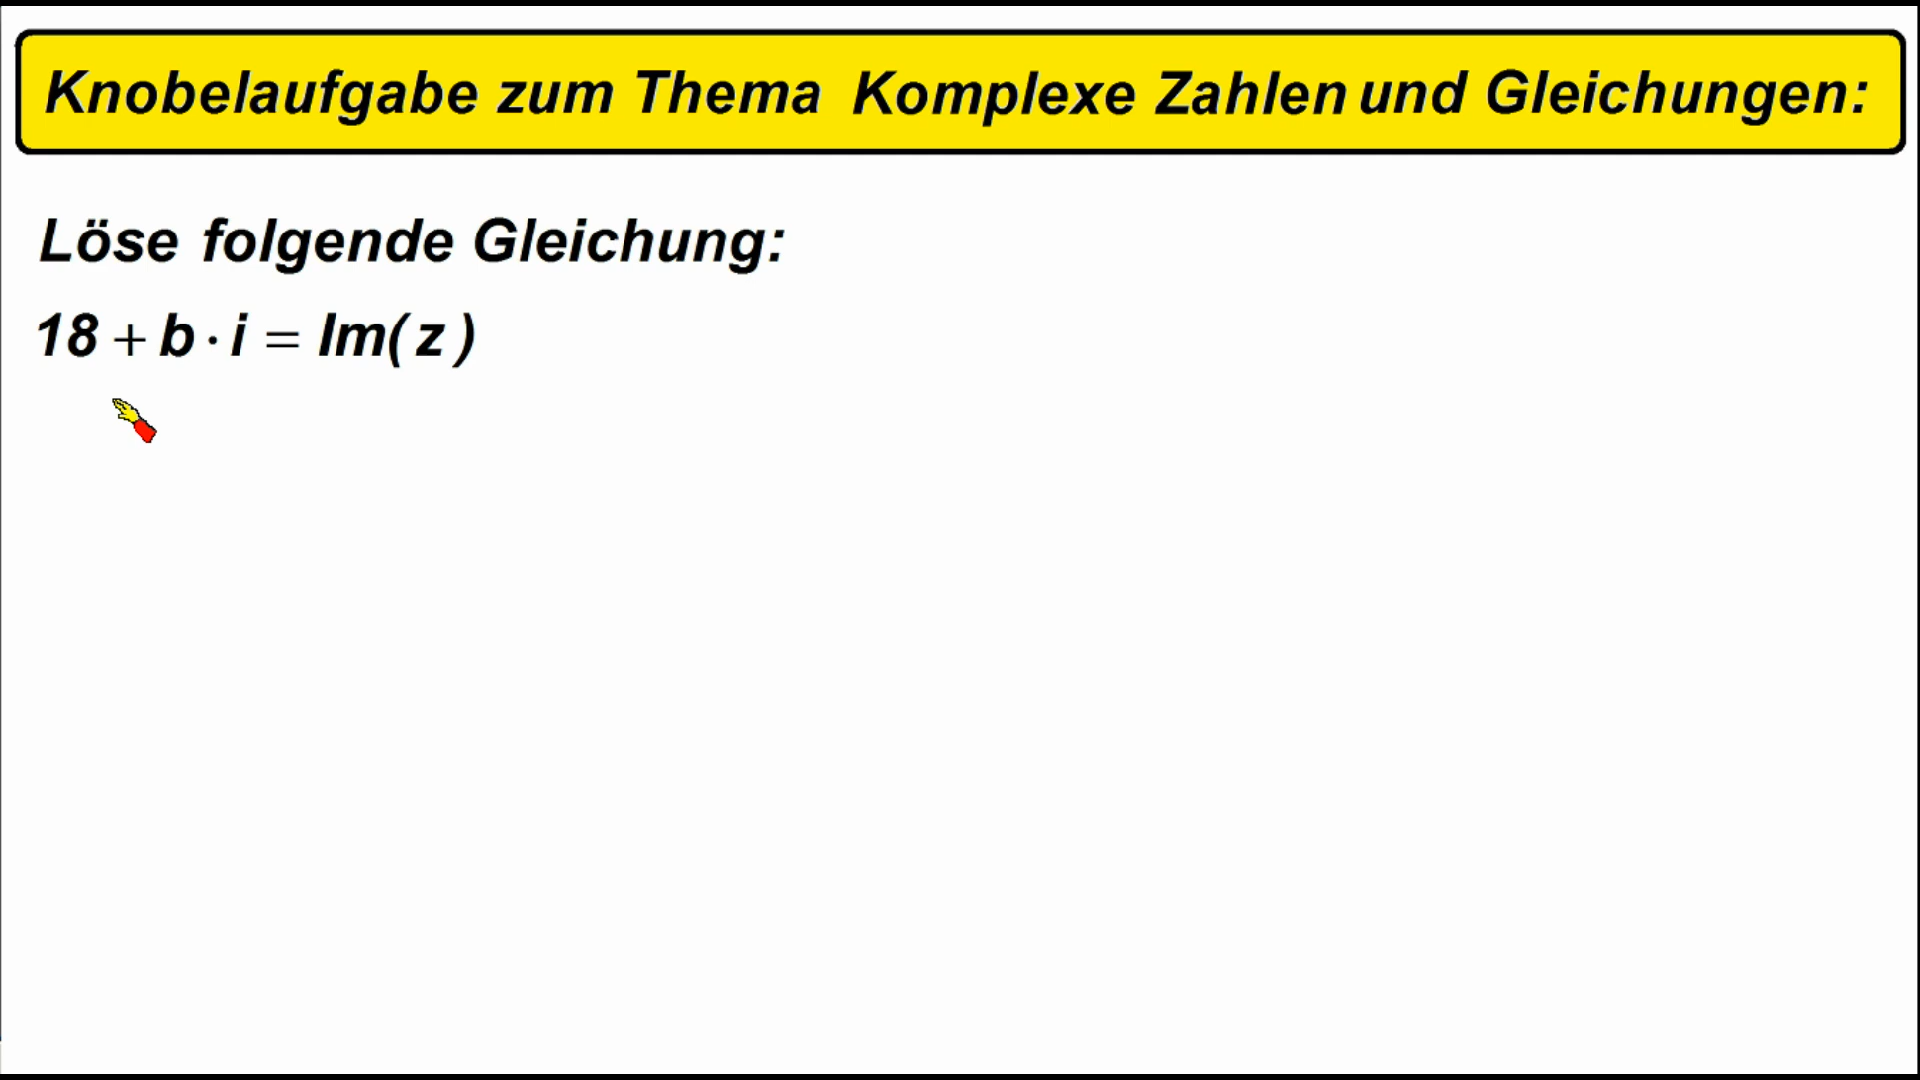 Knobelaufgabe zum Thema Komplexe Zahlen und Gleichungen:
Löse folgende Gleichung:
18 + b · i = Im( z )